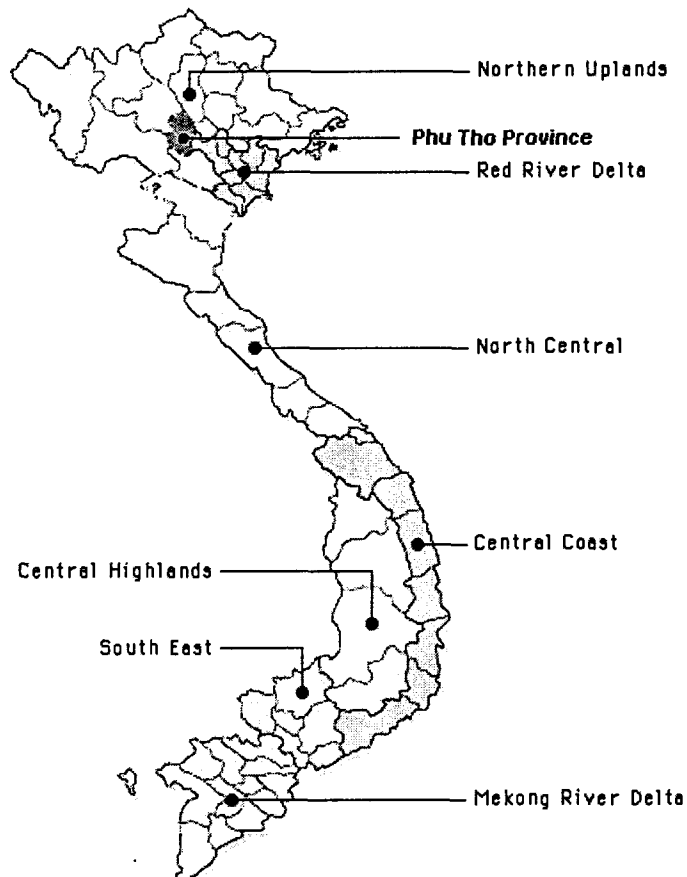 Northern Uplands
Phu Tho Province
Red River Delta
North Central
Central Coast
Central Highlands
South East
Mekong River Delta